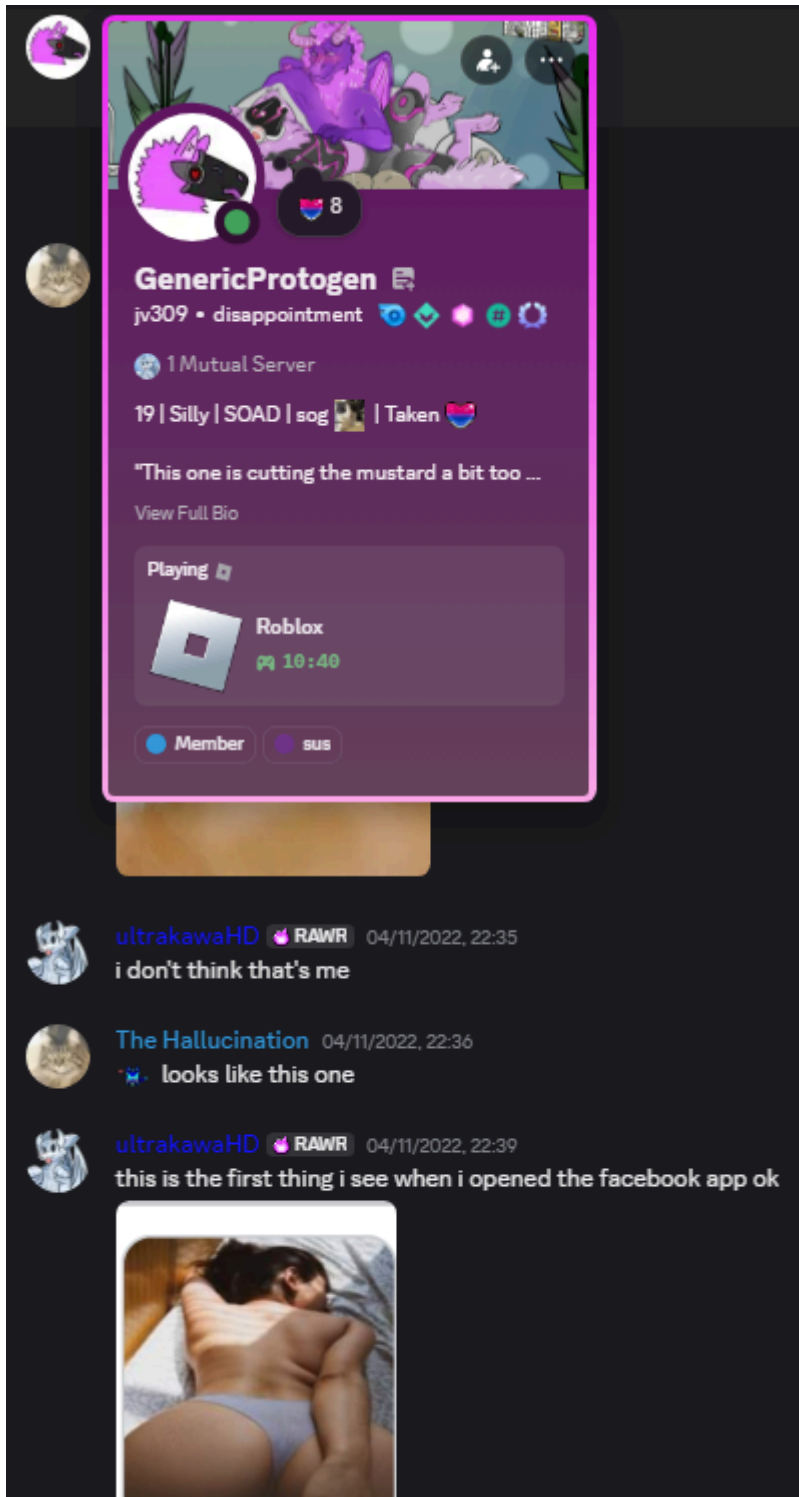 8
GenericProtogen
jv309 • disappointment
#
1 Mutual Server
19 | Silly | SOAD | sog | Taken
"This one is cutting the mustard a bit too ...
View Full Bio
Playing
Roblox
10:40
Member sus
ultrakawaHD RAWR 04/11/2022, 22:35
i don't think that's me
The Hallucination 04/11/2022, 22:36
looks like this one
ultrakawaHD RAWR 04/11/2022, 22:39
this is the first thing i see when i opened the facebook app ok